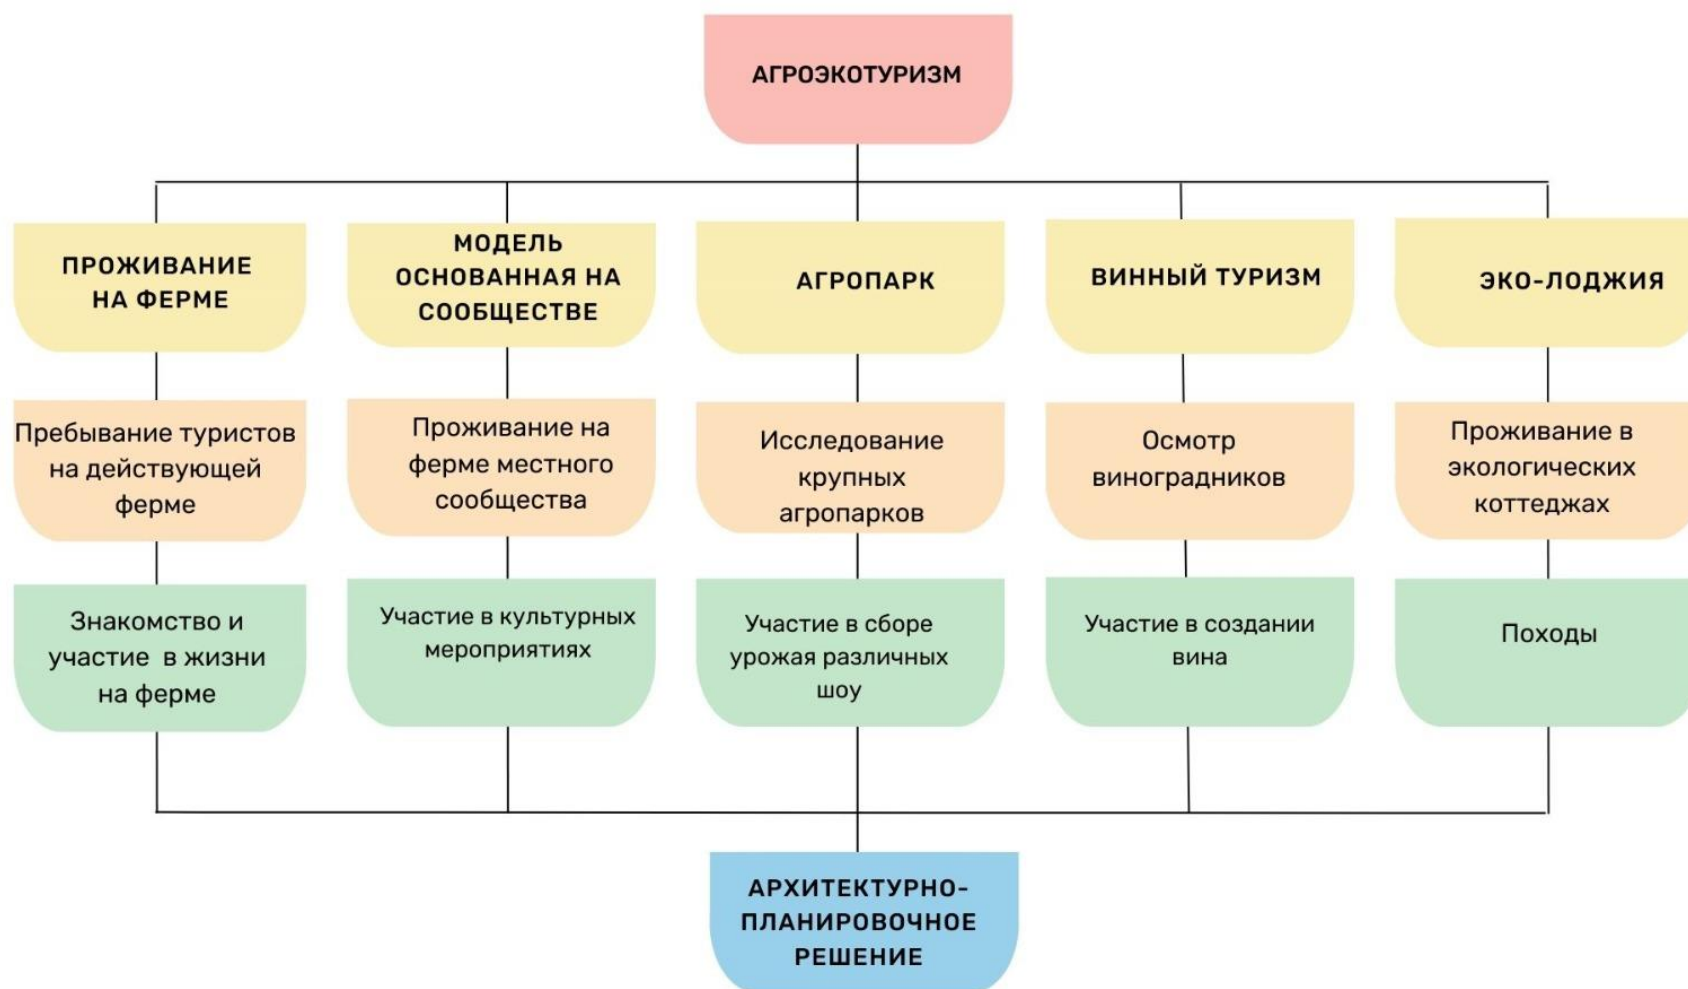 АГРОЭКОТУРИЗМ
ПРОЖИВАНИЕ
НА ФЕРМЕ
МОДЕЛЬ
ОСНОВАННАЯ НА
СООБЩЕСТВЕ
АГРОПАРК
ВИННЫЙ ТУРИЗМ
ЭКО-ЛОДЖИЯ
Пребывание туристов
на действующей
ферме
Проживание на
ферме местного
сообщества
Исследование
крупных
агропарков
Осмотр
виноградников
Проживание в
экологических
коттеджах
Знакомство и
участие в жизни
на ферме
Участие в культурных
мероприятиях
Участие в сборе
урожая различных
шоу
Участие в создании
вина
Походы
АРХИТЕКТУРНО-
ПЛАНИРОВОЧНОЕ
РЕШЕНИЕ